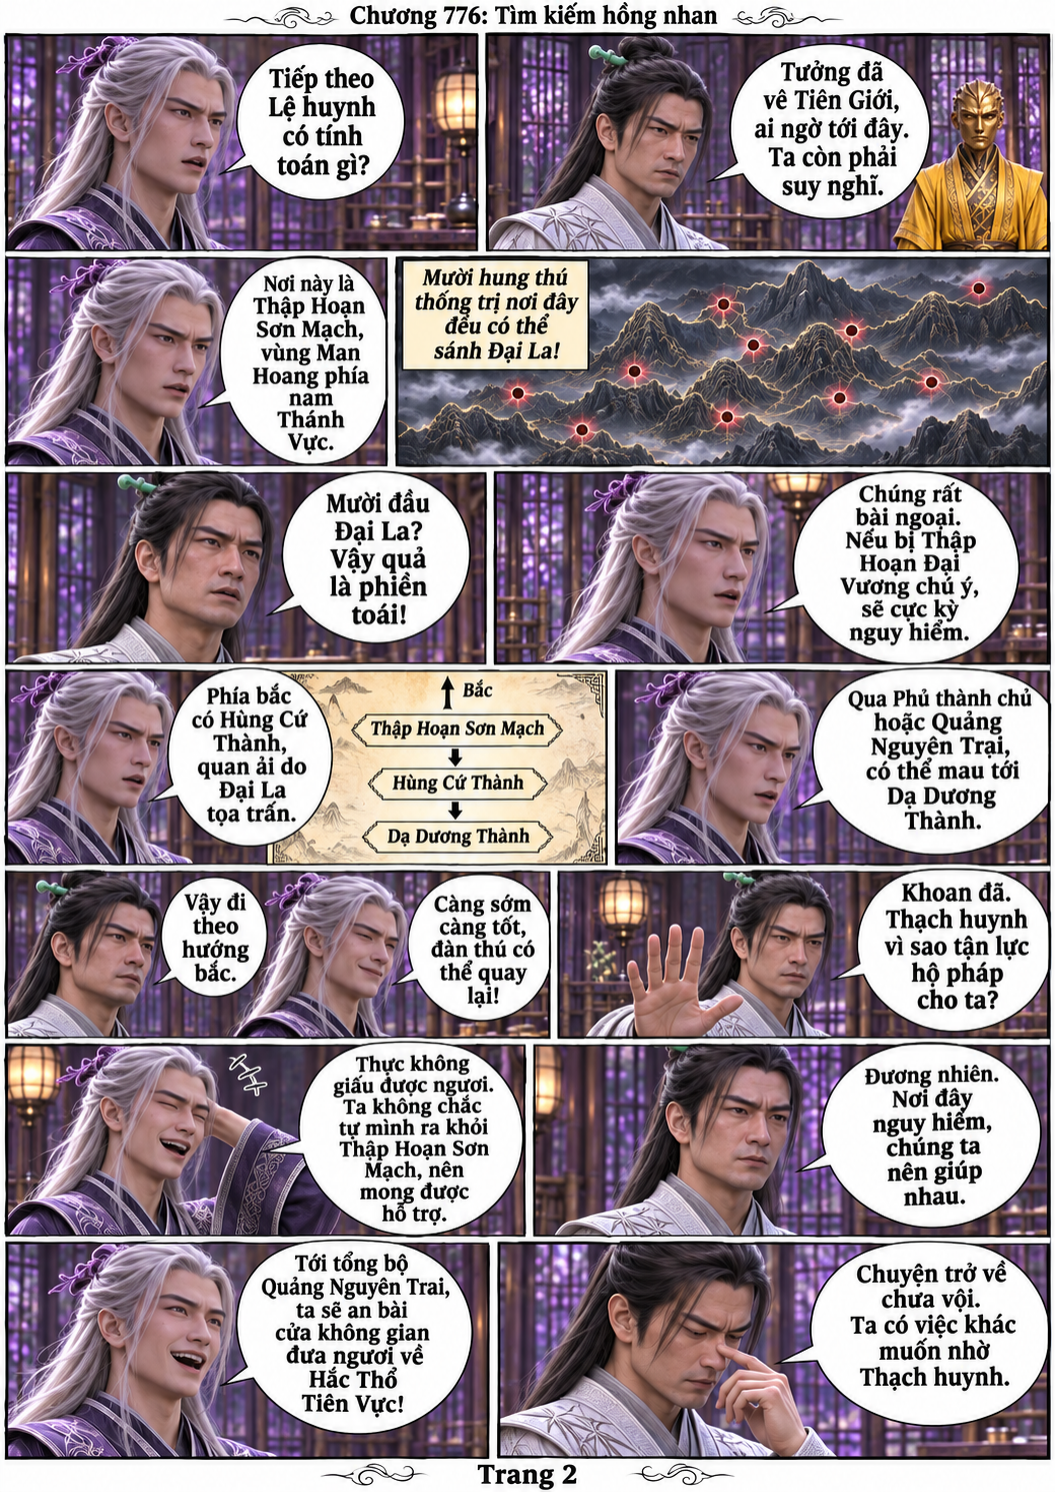 Chương 776: Tìm kiếm hồng nhan
Tiếp theo
Lệ huynh
có tính
toán gì?
Tưởng đã
vê Tiên Giới,
ai ngờ tới đây.
Ta còn phải
suy nghĩ.
Nơi này là
Thập Hoạn
Sơn Mạch,
vùng Man
Hoang phía
nam
Thánh
Vực.
Mười hung thú
thống trị nơi đây
đều có thể
sánh Đại La!
Mười đầu
Đại La?
Vậy quả
là phiền
toái!
Chúng rất
bài ngoại.
Nếu bị Thập
Hoạn Đại
Vương chú ý,
sẽ cực kỳ
nguy hiểm.
Phía bắc
có Hùng Cứ
Thành,
quan ải do
Đại La
tọa trấn.
Bắc
Thập Hoạn Sơn Mạch
Hùng Cứ Thành
Dạ Dương Thành
Qua Phủ thành chủ
hoặc Quảng
Nguyên Trại,
có thể mau tới
Dạ Dương
Thành.
Vậy đi
theo
hướng
bắc.
Càng sớm
càng tốt,
đàn thú có
thể quay
lại!
Khoan đã.
Thạch huynh
vì sao tận lực
hộ pháp
cho ta?
Thực không
giấu được ngươi.
Ta không chắc
tự mình ra khỏi
Thập Hoạn Sơn
Mạch, nên
mong được
hỗ trợ.
Đương nhiên.
Nơi đây
nguy hiểm,
chúng ta
nên giúp
nhau.
Tới tổng bộ
Quảng Nguyên Trai,
ta sẽ an bài
cửa không gian
đưa ngươi về
Hắc Thổ
Tiên Vực!
Chuyện trở về
chưa vội.
Ta có việc khác
muốn nhờ
Thạch huynh.
Trang 2